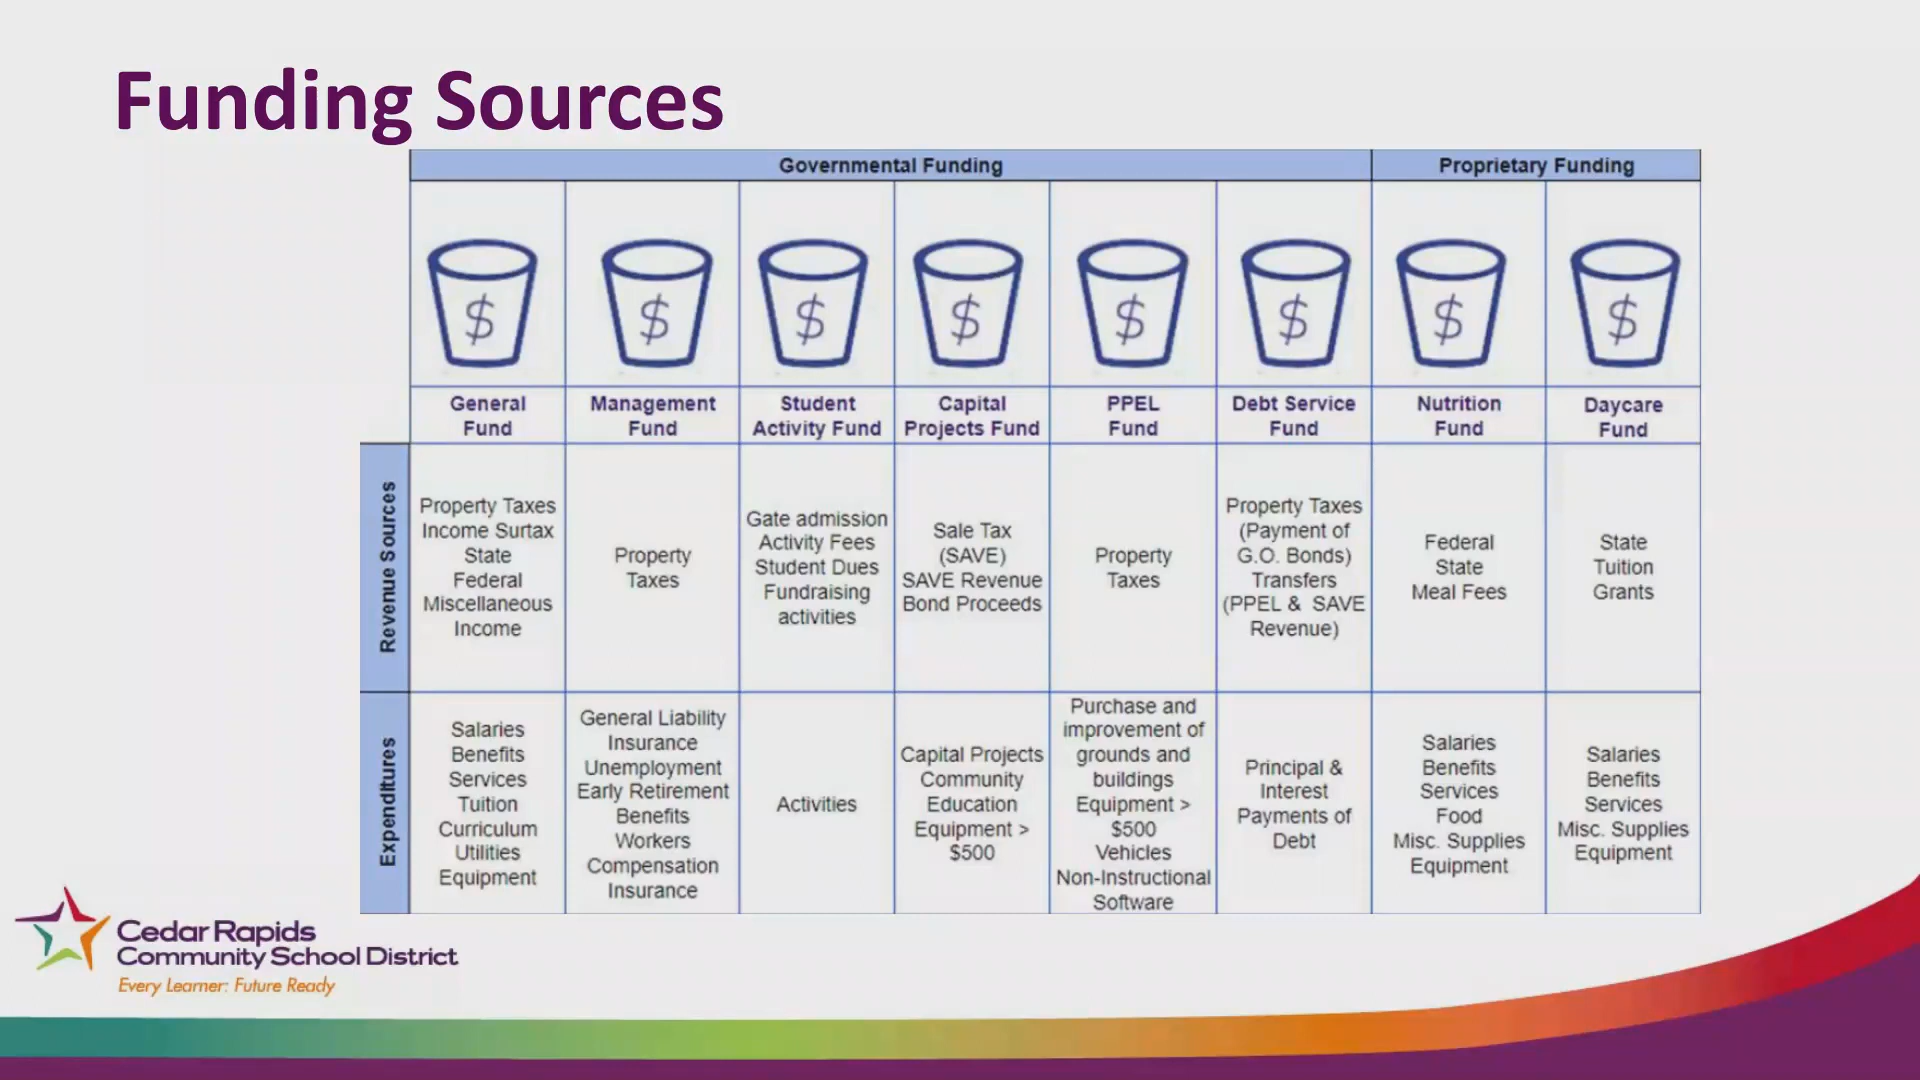 Funding Sources
Governmental Funding
Proprietary Funding
$
$
$
$
$
$
$
$
General
Fund
Management
Fund
Student
Activity Fund
Capital
Projects Fund
PPEL
Fund
Debt Service
Fund
Nutrition
Fund
Daycare
Fund
Revenue Sources
Property Taxes
Income Surtax
State
Federal
Miscellaneous
Income
Property
Taxes
Gate admission
Activity Fees
Student Dues
Fundraising
activities
Sale Tax
(SAVE)
SAVE Revenue
Bond Proceeds
Property
Taxes
Property Taxes
(Payment of
G.O. Bonds)
Transfers
(PPEL & SAVE
Revenue)
Federal
State
Meal Fees
State
Tuition
Grants
Expenditures
Salaries
Benefits
Services
Tuition
Curriculum
Utilities
Equipment
General Liability
Insurance
Unemployment
Early Retirement
Benefits
Workers
Compensation
Insurance
Activities
Capital Projects
Community
Education
Equipment >
$500
Purchase and
improvement of
grounds and
buildings
Equipment >
$500
Vehicles
Non-Instructional
Software
Principal &
Interest
Payments of
Debt
Salaries
Benefits
Services
Food
Misc. Supplies
Equipment
Salaries
Benefits
Services
Misc. Supplies
Equipment
Cedar Rapids
Community School District
Every Learner: Future Ready